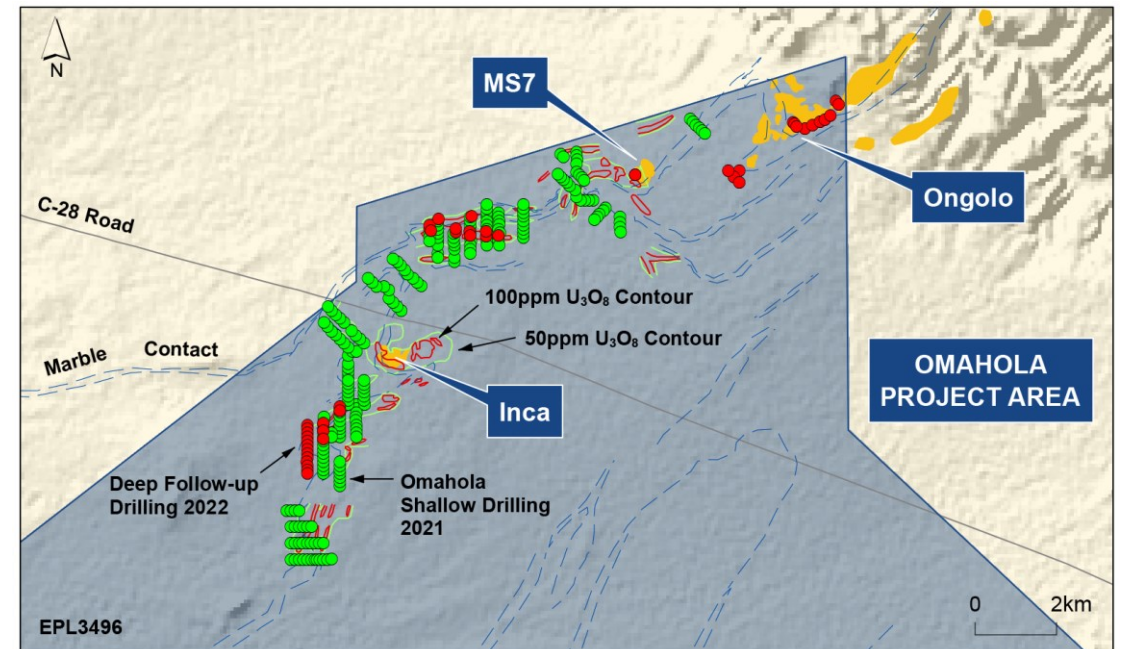 N
MS7
Ongolo
C-28 Road
100ppm U₃O₈ Contour
50ppm U₃O₈ Contour
Marble Contact
OMAHOLA
PROJECT AREA
Inca
Deep Follow-up
Drilling 2022
Omahola
Shallow Drilling
2021
0 2km
EPL3496